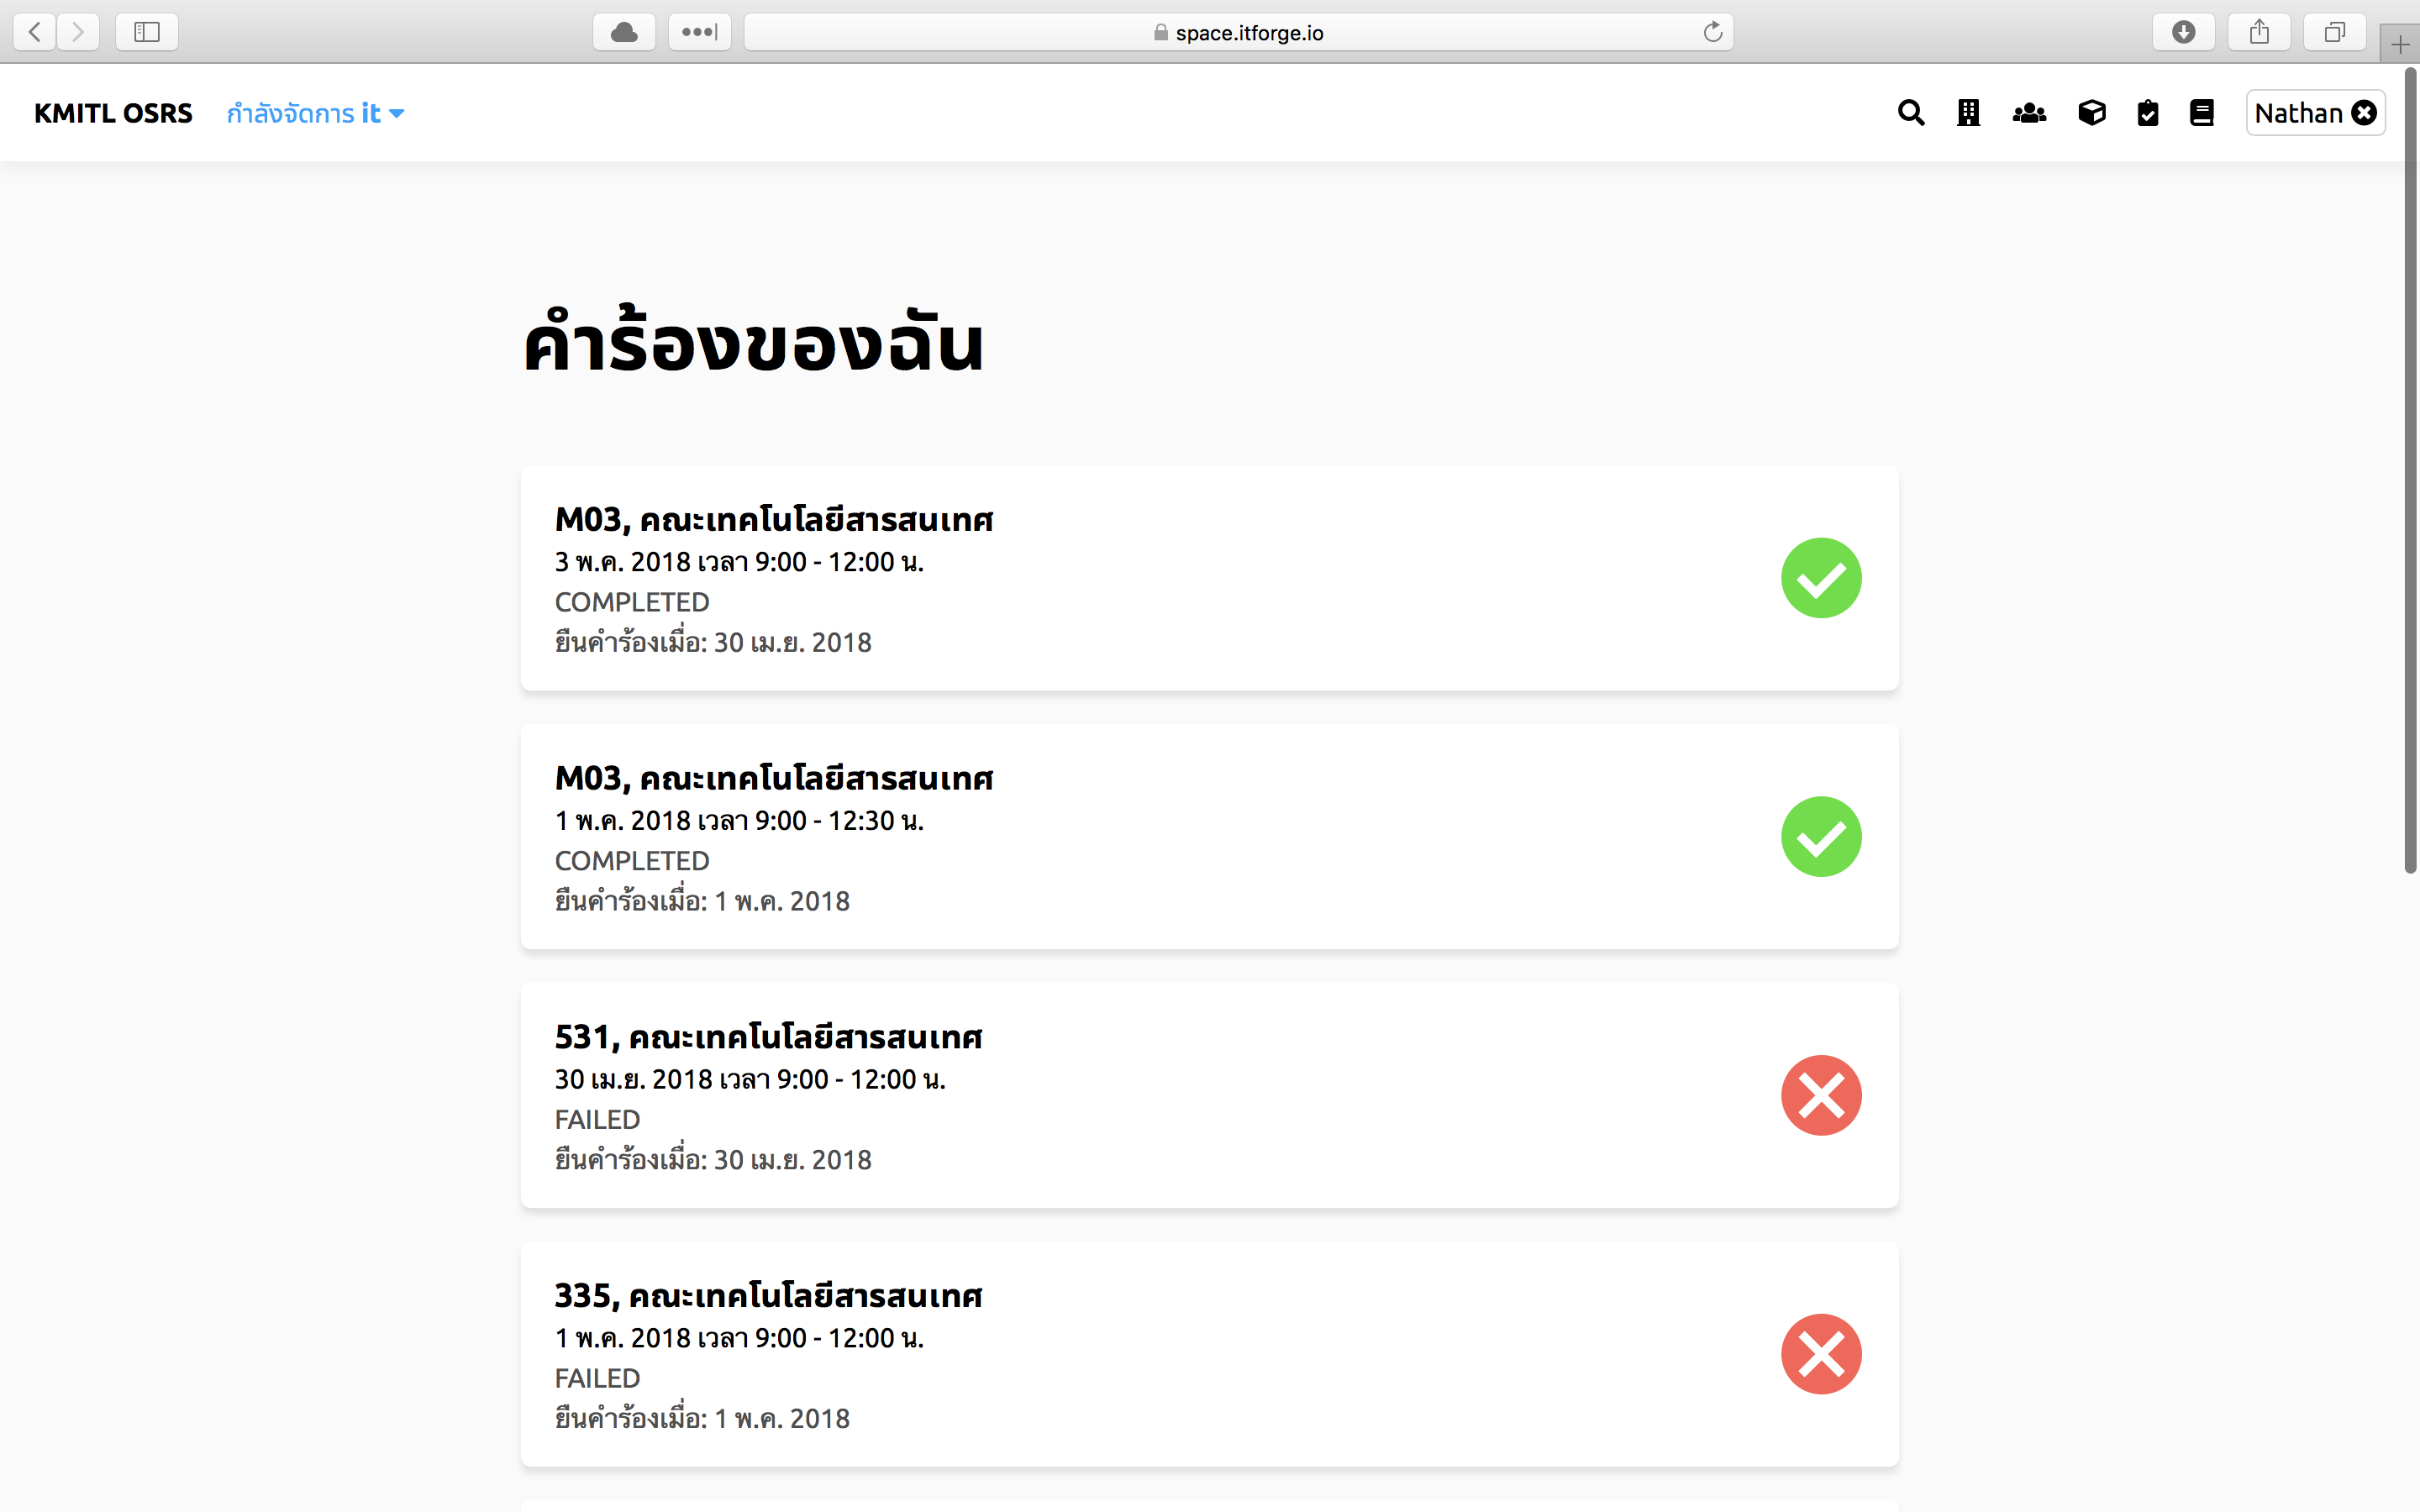 space.itforge.io
KMITL OSRS กำลังจัดการ it Nathan
คำร้องของฉัน
M03, คณะเทคโนโลยีสารสนเทศ
3 พ.ค. 2018 เวลา 9:00 - 12:00 น.
COMPLETED
ยืนคำร้องเมื่อ: 30 เม.ย. 2018
M03, คณะเทคโนโลยีสารสนเทศ
1 พ.ค. 2018 เวลา 9:00 - 12:30 น.
COMPLETED
ยืนคำร้องเมื่อ: 1 พ.ค. 2018
531, คณะเทคโนโลยีสารสนเทศ
30 เม.ย. 2018 เวลา 9:00 - 12:00 น.
FAILED
ยืนคำร้องเมื่อ: 30 เม.ย. 2018
335, คณะเทคโนโลยีสารสนเทศ
1 พ.ค. 2018 เวลา 9:00 - 12:00 น.
FAILED
ยืนคำร้องเมื่อ: 1 พ.ค. 2018